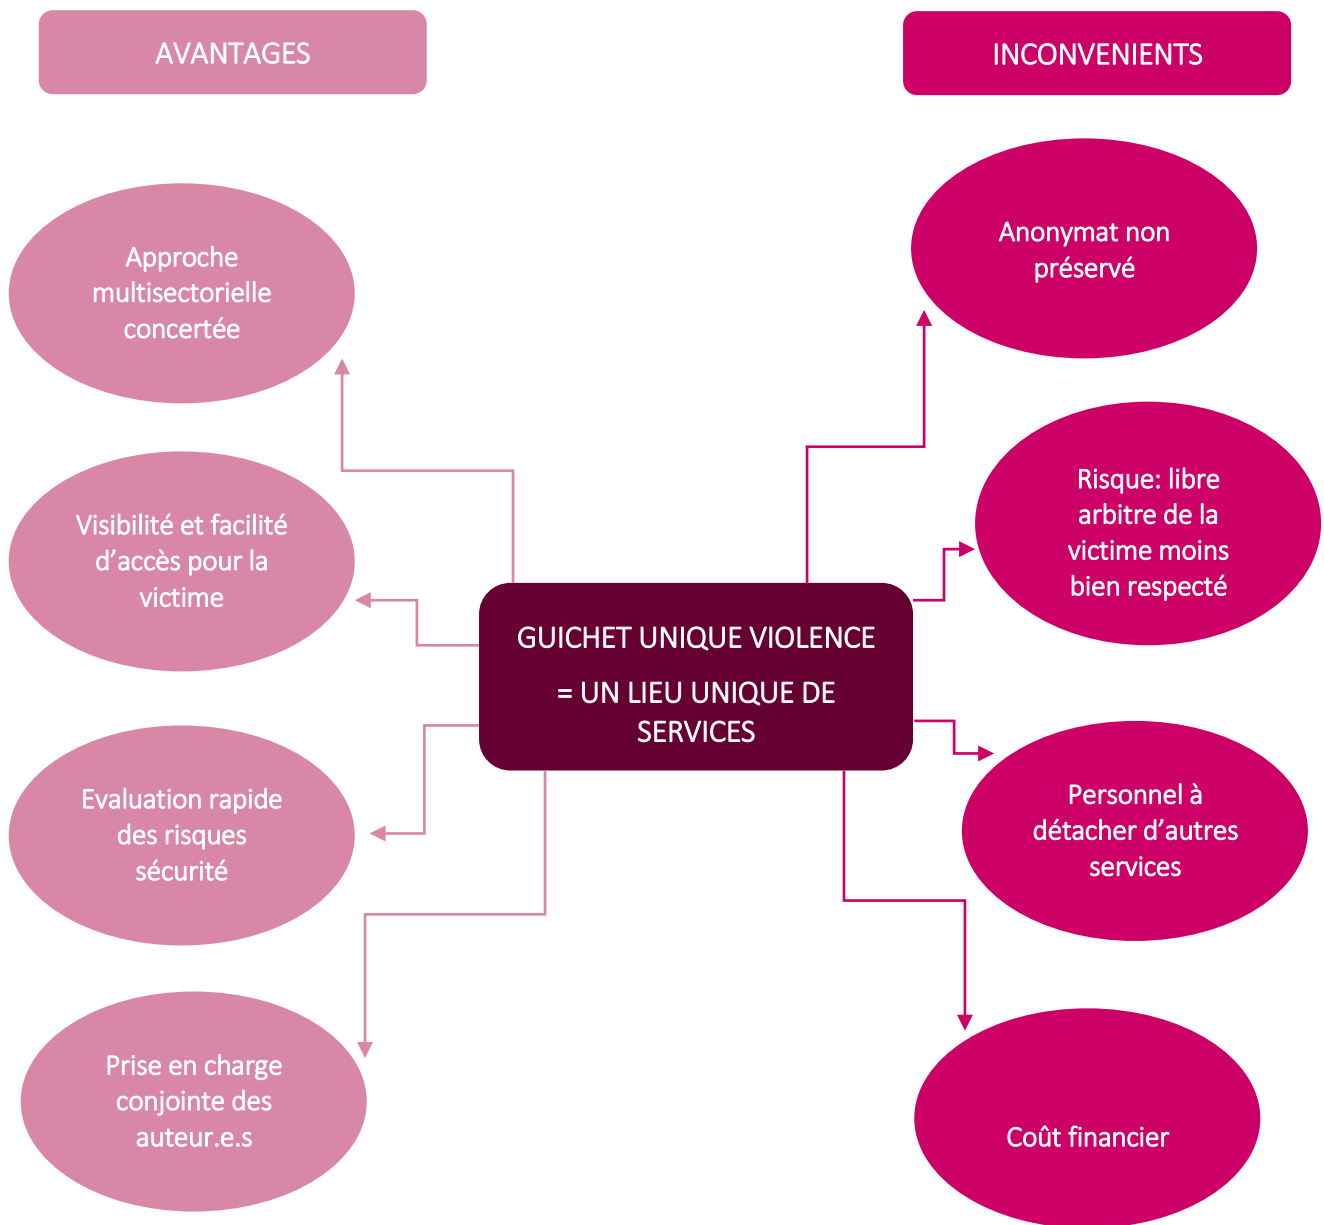 AVANTAGES
INCONVENIENTS
Approche
multisectorielle
concertée
Visibilité et facilité
d’accès pour la
victime
Evaluation rapide
des risques
sécurité
Prise en charge
conjointe des
auteur.e.s
GUICHET UNIQUE VIOLENCE
= UN LIEU UNIQUE DE
SERVICES
Anonymat non
préservé
Risque: libre
arbitre de la
victime moins
bien respecté
Personnel à
détacher d’autres
services
Coût financier